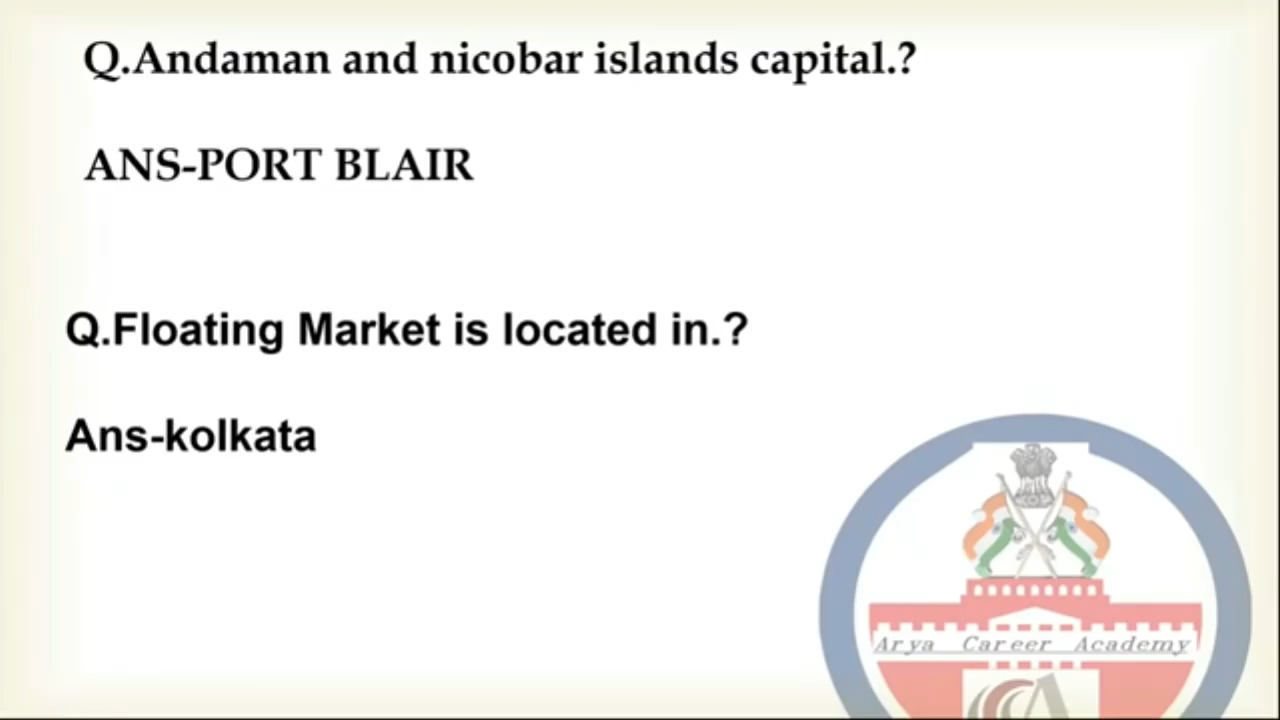 Q.Andaman and nicobar islands capital.?
ANS-PORT BLAIR
Q.Floating Market is located in.?
Ans-kolkata
Arya Career Academy